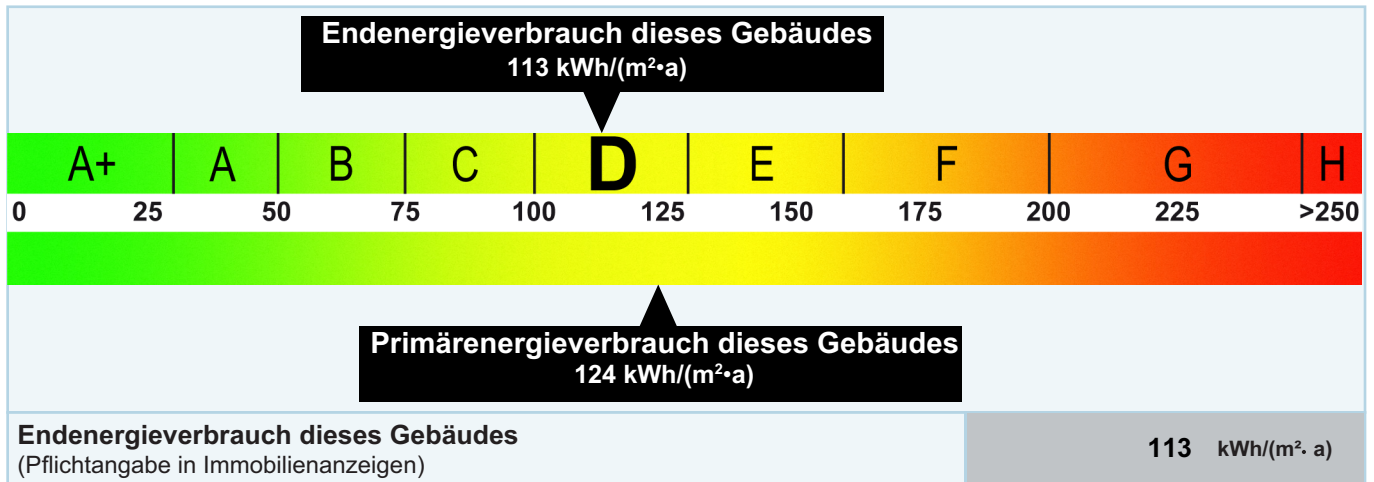 Endenergieverbrauch dieses Gebäudes
113 kWh/(m²•a)
A+ A B C D E F G H
0 25 50 75 100 125 150 175 200 225 >250
Primärenergieverbrauch dieses Gebäudes
124 kWh/(m²•a)
Endenergieverbrauch dieses Gebäudes
(Pflichtangabe in Immobilienanzeigen)
113 kWh/(m²· a)